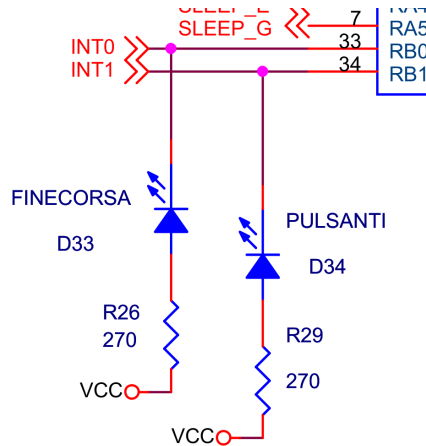 SLEEP_G
7
RA5
INT0
33
RB0
INT1
34
RB1
FINECORSA
D33
PULSANTI
D34
R26
270
R29
270
VCC
VCC